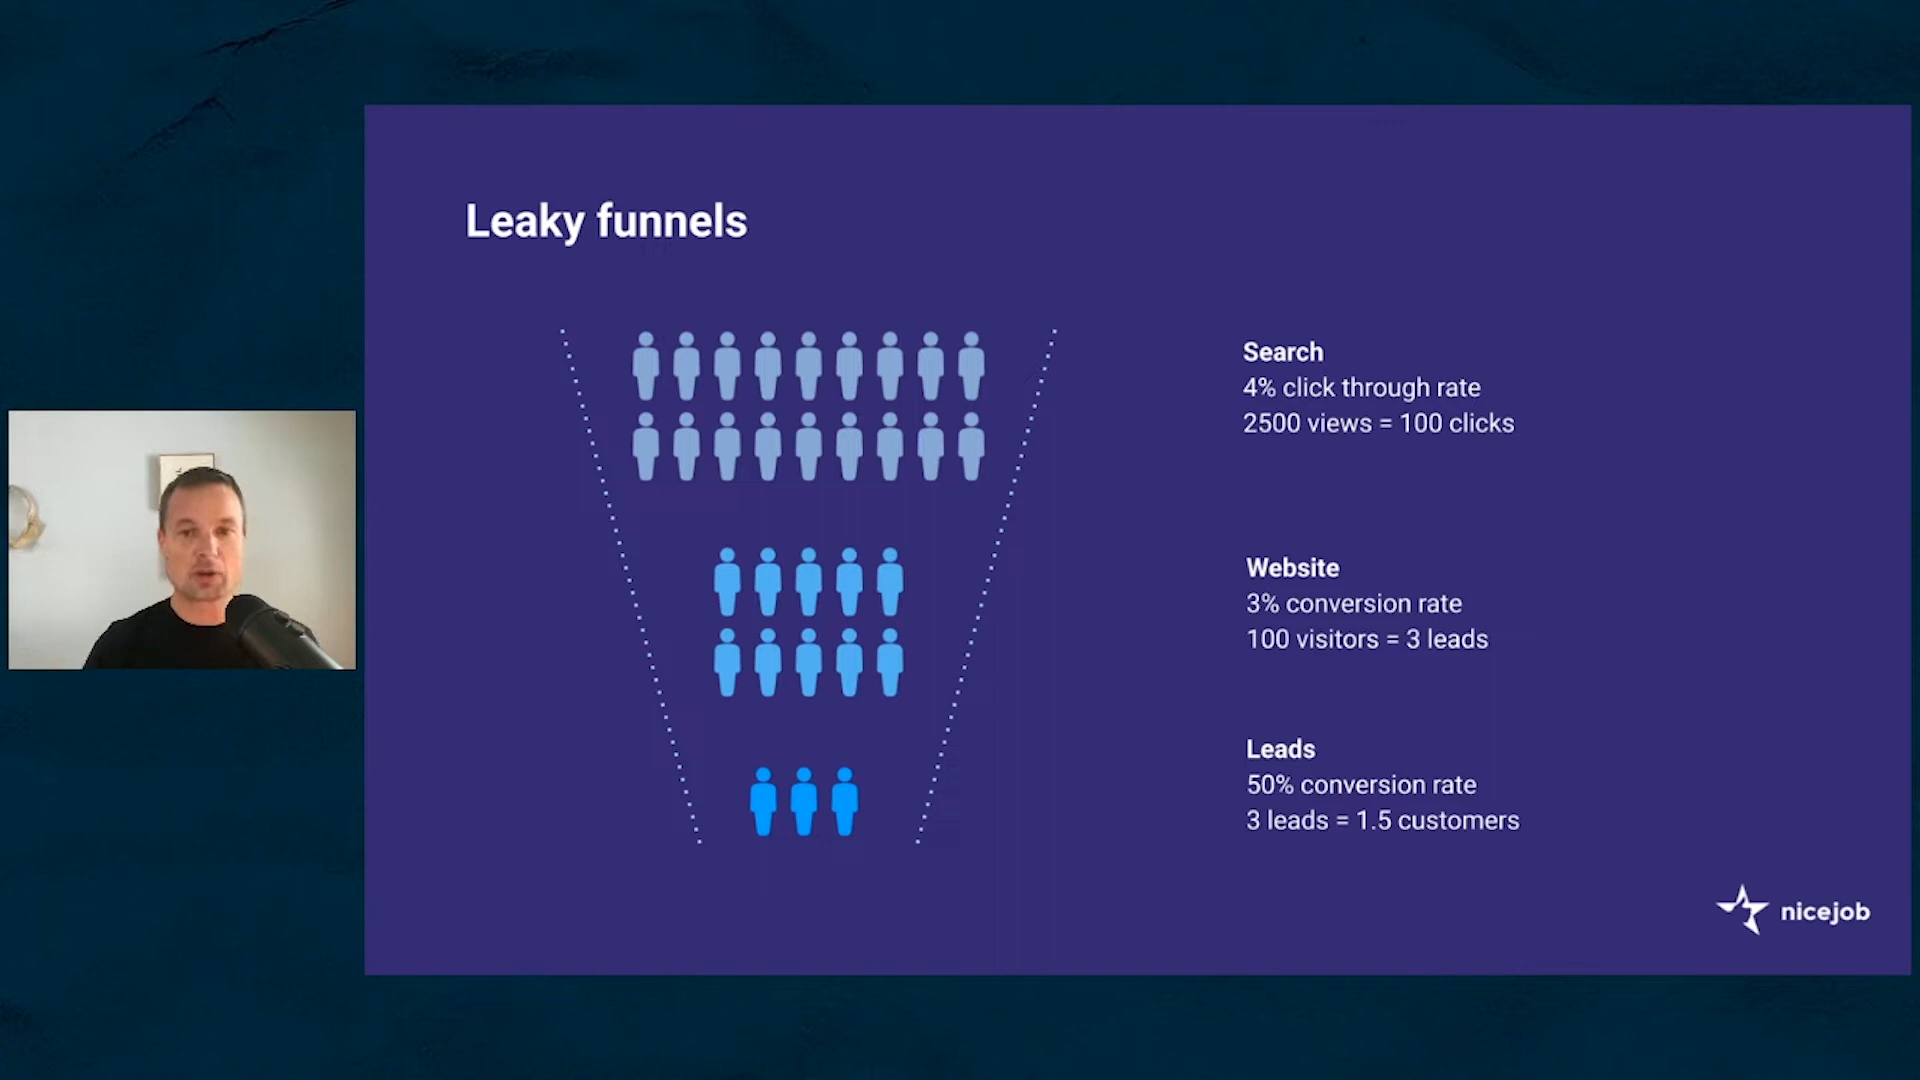 Leaky funnels
Search
4% click through rate
2500 views = 100 clicks
Website
3% conversion rate
100 visitors = 3 leads
Leads
50% conversion rate
3 leads = 1.5 customers
nicejob